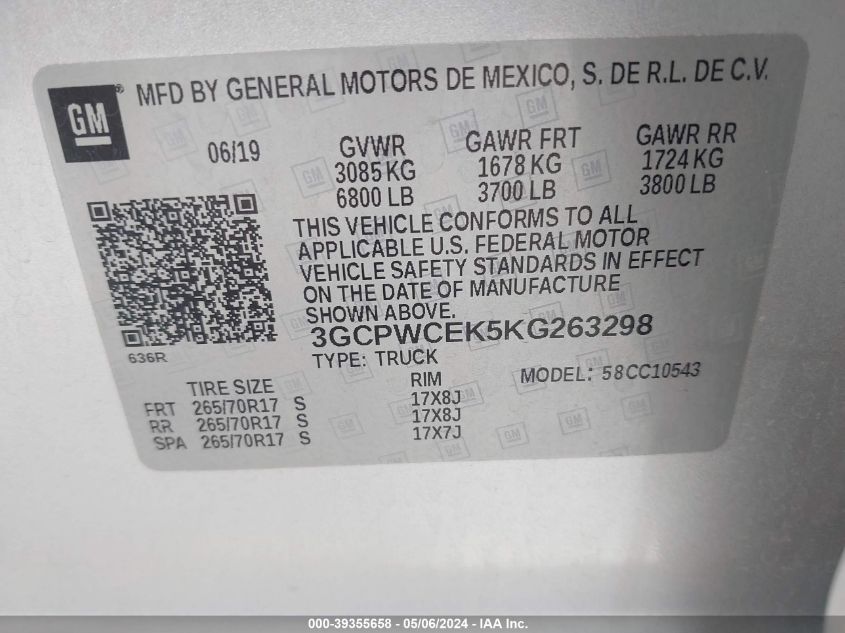 GM
MFD BY GENERAL MOTORS DE MEXICO, S. DE R.L. DE C.V.
06/19 GVWR GAWR FRT GAWR RR
3085 KG 1678 KG 1724 KG
6800 LB 3700 LB 3800 LB
THIS VEHICLE CONFORMS TO ALL
APPLICABLE U.S. FEDERAL MOTOR
VEHICLE SAFETY STANDARDS IN EFFECT
ON THE DATE OF MANUFACTURE
SHOWN ABOVE.
3GCPWCEK5KG263298
636R
TYPE: TRUCK
MODEL: 58CC10543
TIRE SIZE RIM
FRT 265/70R17 S 17X8J
RR 265/70R17 S 17X8J
SPA 265/70R17 S 17X7J
000-39355658 - 05/06/2024 - IAA Inc.